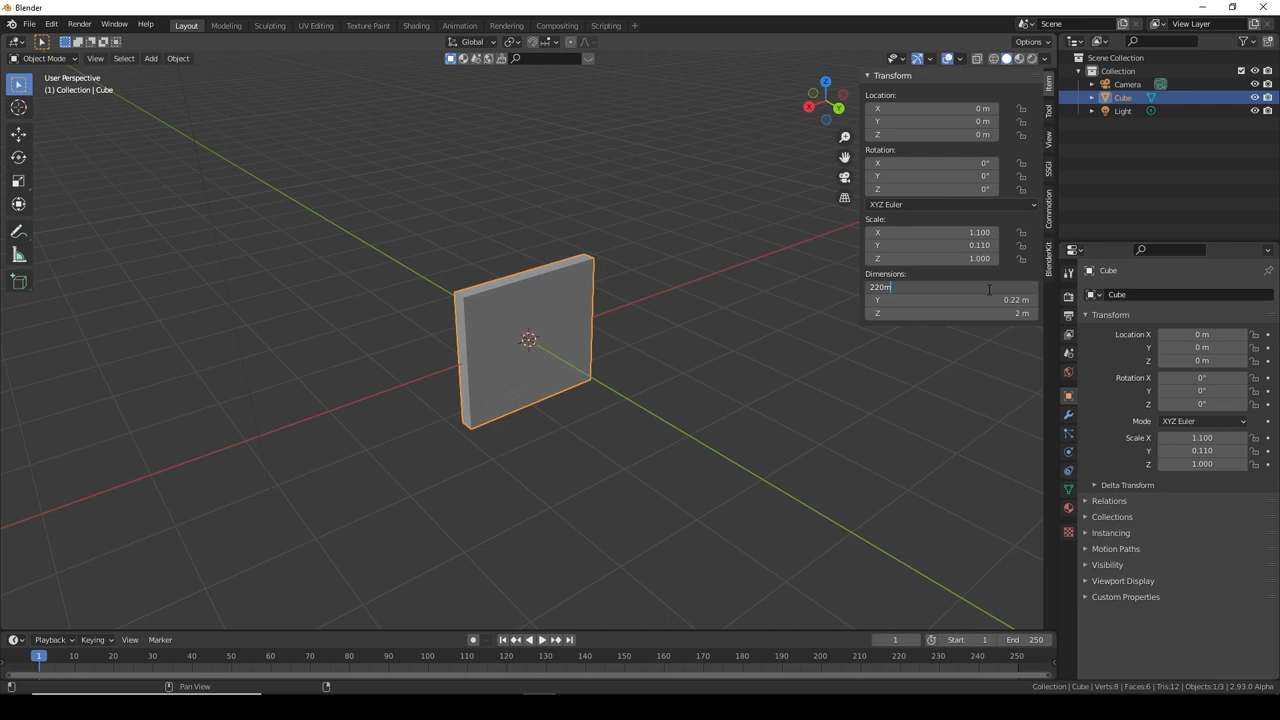 Blender
File Edit Render Window Help Layout Modeling Sculpting UV Editing Texture Paint Shading Animation Rendering Compositing Scripting + Scene View Layer
Global Options
Object Mode View Select Add Object
User Perspective
(1) Collection | Cube
Z
X
Y
Transform
Location:
X 0 m
Y 0 m
Z 0 m
Rotation:
X 0°
Y 0°
Z 0°
XYZ Euler
Scale:
X 1.100
Y 0.110
Z 1.000
Dimensions:
220m
Y 0.22 m
Z 2 m
Item
Tool
View
SSGI
Commotion
BlenderKit
Scene Collection
Collection
Camera
Cube
Light
Cube
Cube
Transform
Location X 0 m
Y 0 m
Z 0 m
Rotation X 0°
Y 0°
Z 0°
Mode XYZ Euler
Scale X 1.100
Y 0.110
Z 1.000
Delta Transform
Relations
Collections
Instancing
Motion Paths
Visibility
Viewport Display
Custom Properties
Playback Keying View Marker 1 Start 1 End 250
1 10 20 30 40 50 60 70 80 90 100 110 120 130 140 150 160 170 180 190 200 210 220 230 240 250
Pan View Collection | Cube | Verts:8 | Faces:6 | Tris:12 | Objects:1/3 | 2.93.0 Alpha